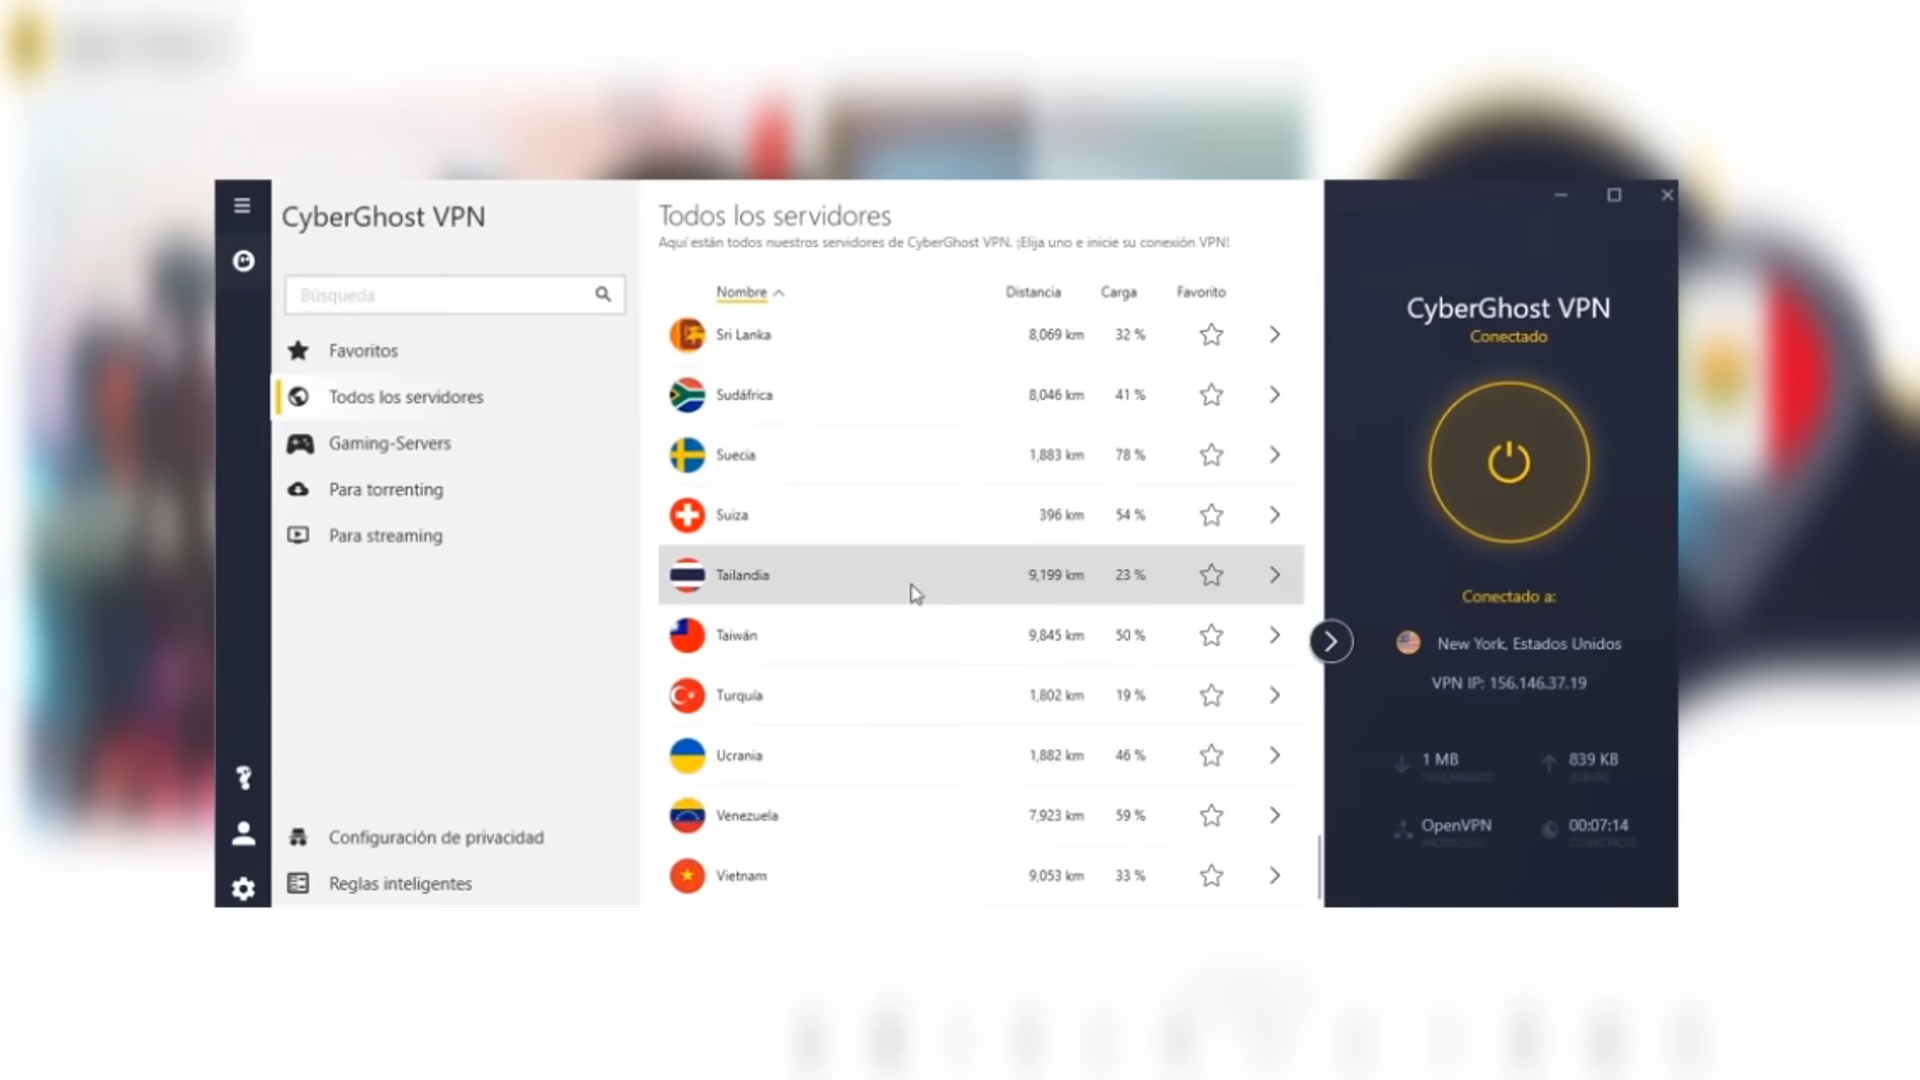 CyberGhost VPN
Búsqueda
Favoritos
Todos los servidores
Gaming-Servers
Para torrenting
Para streaming
Configuración de privacidad
Reglas inteligentes
Todos los servidores
Aquí están todos nuestros servidores de CyberGhost VPN. ¡Elija uno e inicie su conexión VPN!
Nombre Distancia Carga Favorito
Sri Lanka 8,069 km 32 %
Sudáfrica 8,046 km 41 %
Suecia 1,883 km 78 %
Suiza 396 km 54 %
Tailandia 9,199 km 23 %
Taiwán 9,845 km 50 %
Turquía 1,802 km 19 %
Ucrania 1,882 km 46 %
Venezuela 7,923 km 59 %
Vietnam 9,053 km 33 %
CyberGhost VPN
Conectado
Conectado a:
New York, Estados Unidos
VPN IP: 156.146.37.19
1 MB 839 KB
OpenVPN 00:07:14